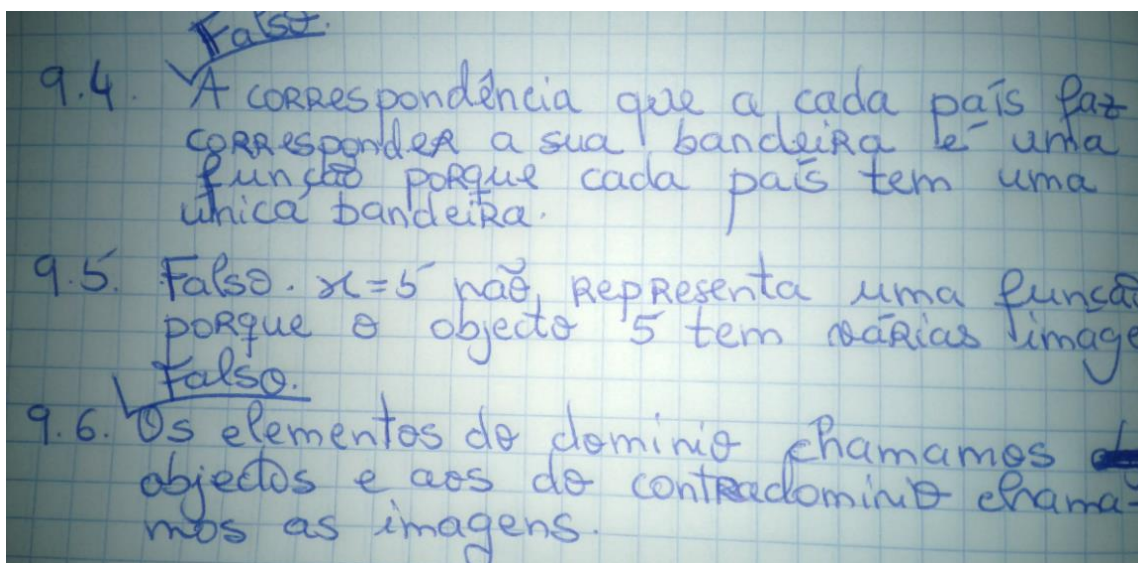 Falso.
9.4. A correspondência que a cada país faz
corresponder a sua bandeira é uma
função porque cada país tem uma
única bandeira.
9.5. Falso. x=5 não representa uma função
porque o objecto 5 tem várias image
Falso.
9.6. Os elementos do domínio chamamos
objectos e aos do contradomínio chama-
mos as imagens.